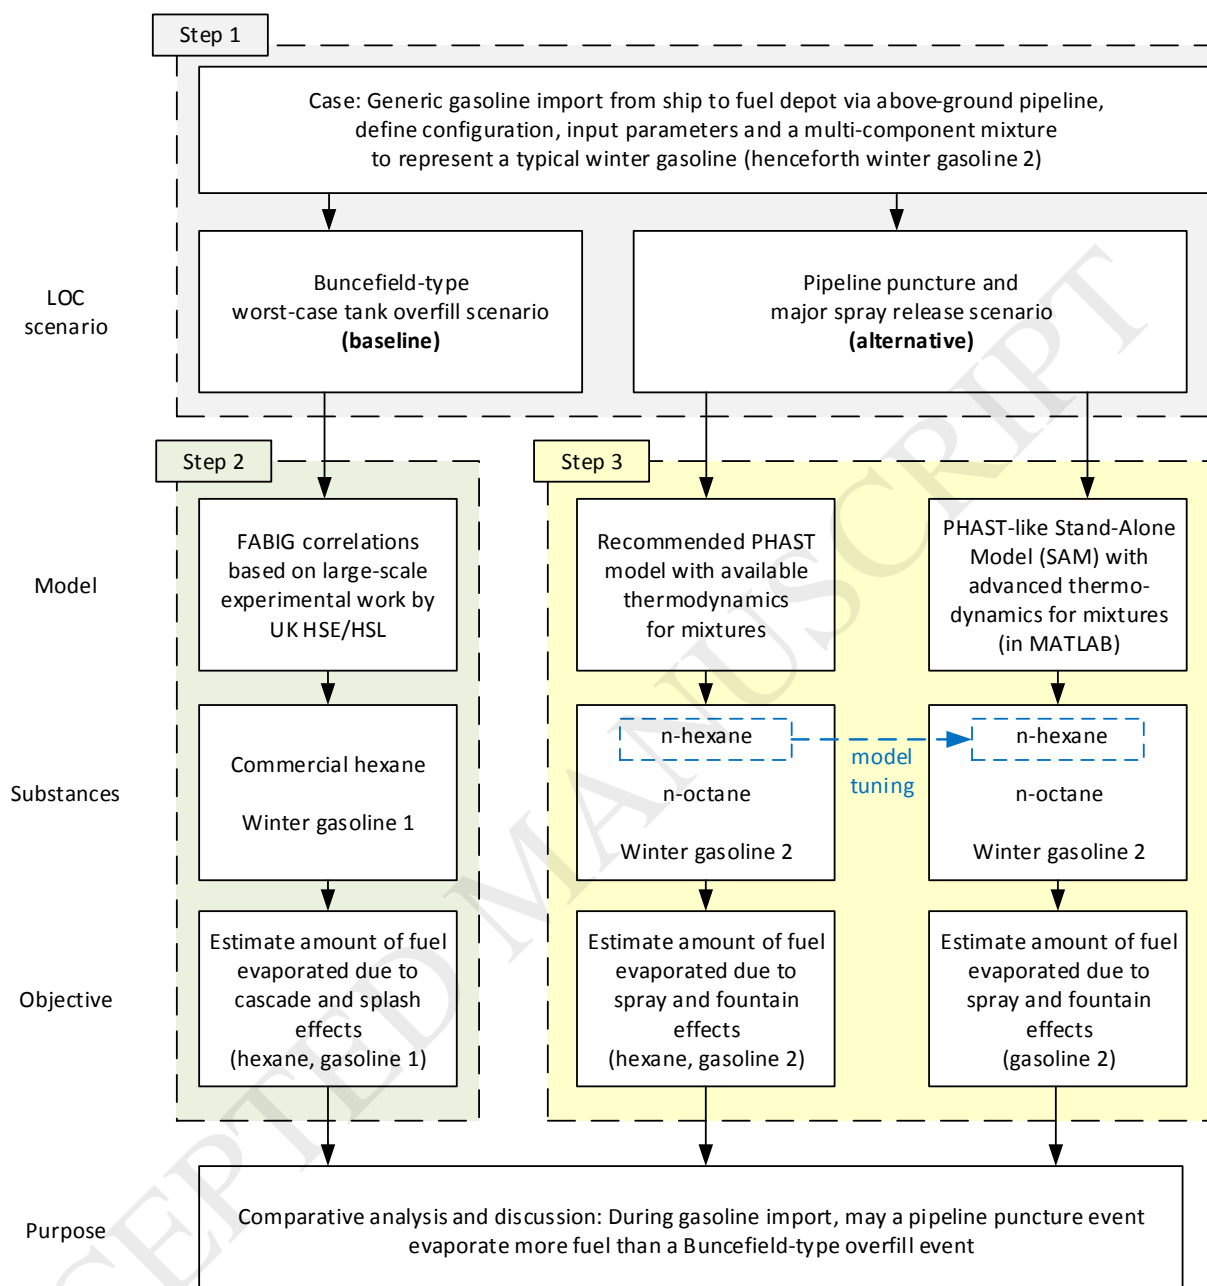 Step 1
Case: Generic gasoline import from ship to fuel depot via above-ground pipeline,
define configuration, input parameters and a multi-component mixture
to represent a typical winter gasoline (henceforth winter gasoline 2)
LOC
scenario
Buncefield-type
worst-case tank overfill scenario
(baseline)
Pipeline puncture and
major spray release scenario
(alternative)
Step 2
Step 3
Model
FABIG correlations
based on large-scale
experimental work by
UK HSE/HSL
Recommended PHAST
model with available
thermodynamics
for mixtures
PHAST-like Stand-Alone
Model (SAM) with
advanced thermo-
dynamics for mixtures
(in MATLAB)
Substances
Commercial hexane
Winter gasoline 1
n-hexane
n-octane
Winter gasoline 2
model
tuning
n-hexane
n-octane
Winter gasoline 2
Objective
Estimate amount of fuel
evaporated due to
cascade and splash
effects
(hexane, gasoline 1)
Estimate amount of fuel
evaporated due to
spray and fountain
effects
(hexane, gasoline 2)
Estimate amount of fuel
evaporated due to
spray and fountain
effects
(gasoline 2)
Purpose
Comparative analysis and discussion: During gasoline import, may a pipeline puncture event
evaporate more fuel than a Buncefield-type overfill event
CEPTED MANUSCRIPT